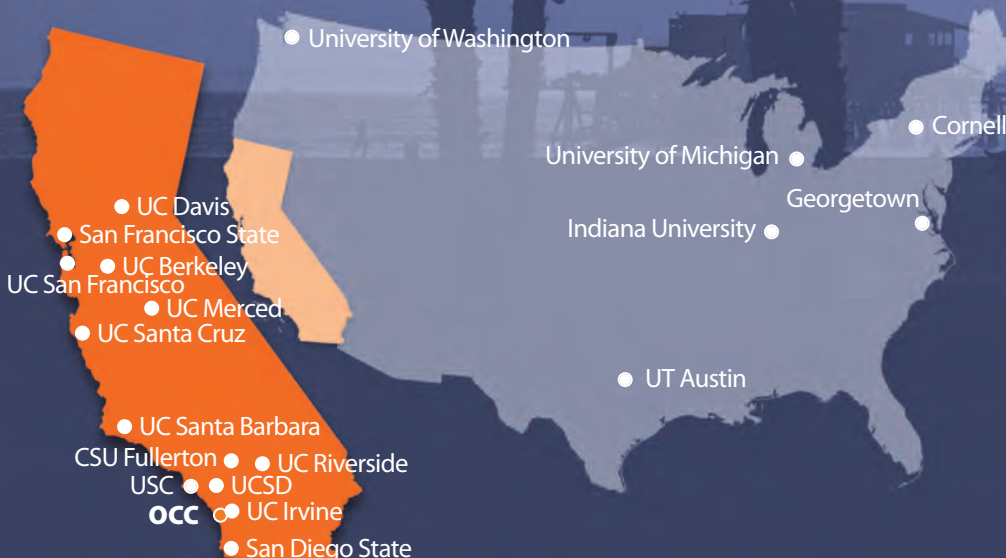 University of Washington
Cornell
University of Michigan
Georgetown
UC Davis
Indiana University
San Francisco State
UC Berkeley
UC San Francisco
UC Merced
UC Santa Cruz
UT Austin
UC Santa Barbara
CSU Fullerton
UC Riverside
USC
UCSD
OCC
UC Irvine
San Diego State